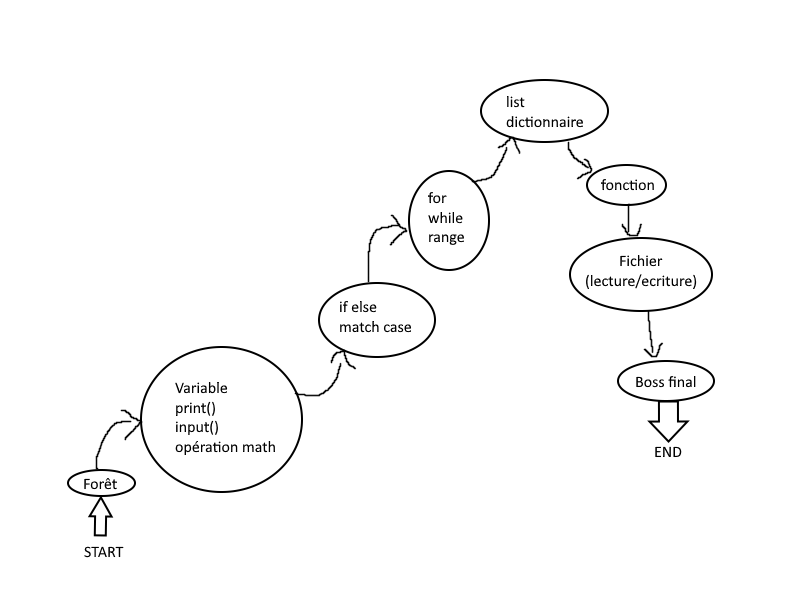 list
dictionnaire
fonction
for
while
range
Fichier
(lecture/ecriture)
if else
match case
Boss final
Variable
print()
input()
opération math
END
Forêt
START